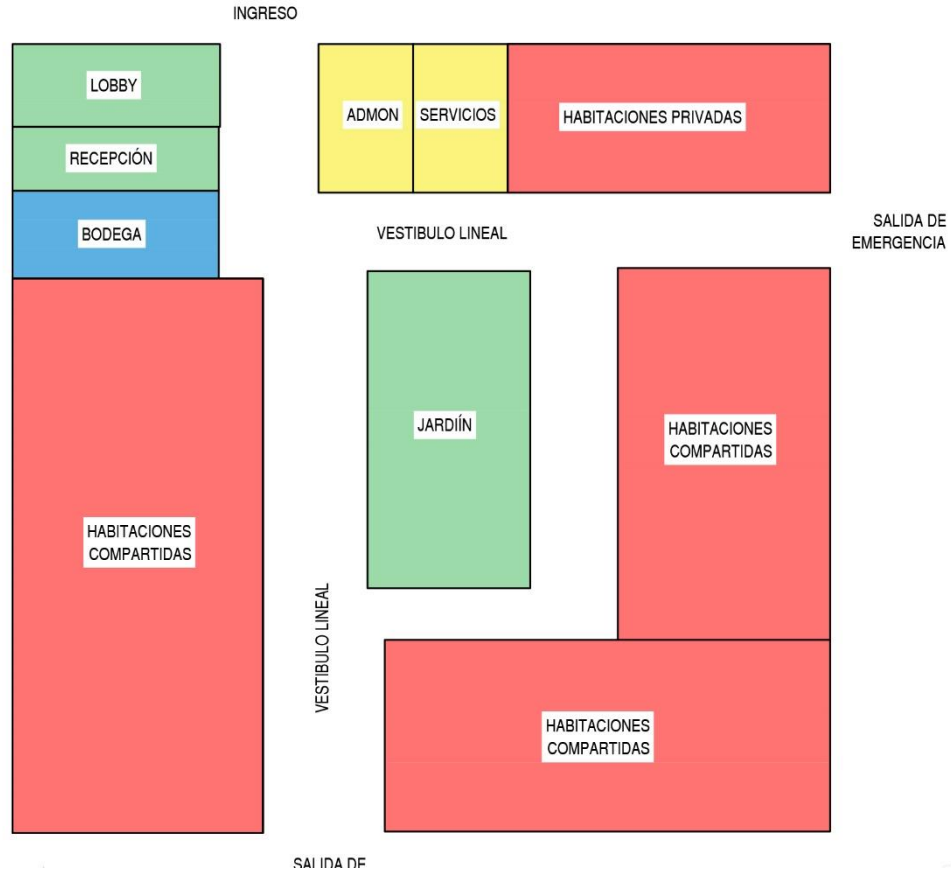 INGRESO
LOBBY
ADMON
SERVICIOS
HABITACIONES PRIVADAS
RECEPCIÓN
BODEGA
VESTIBULO LINEAL
SALIDA DE
EMERGENCIA
JARDIÍN
HABITACIONES
COMPARTIDAS
HABITACIONES
COMPARTIDAS
VESTIBULO LINEAL
HABITACIONES
COMPARTIDAS
SALIDA DE